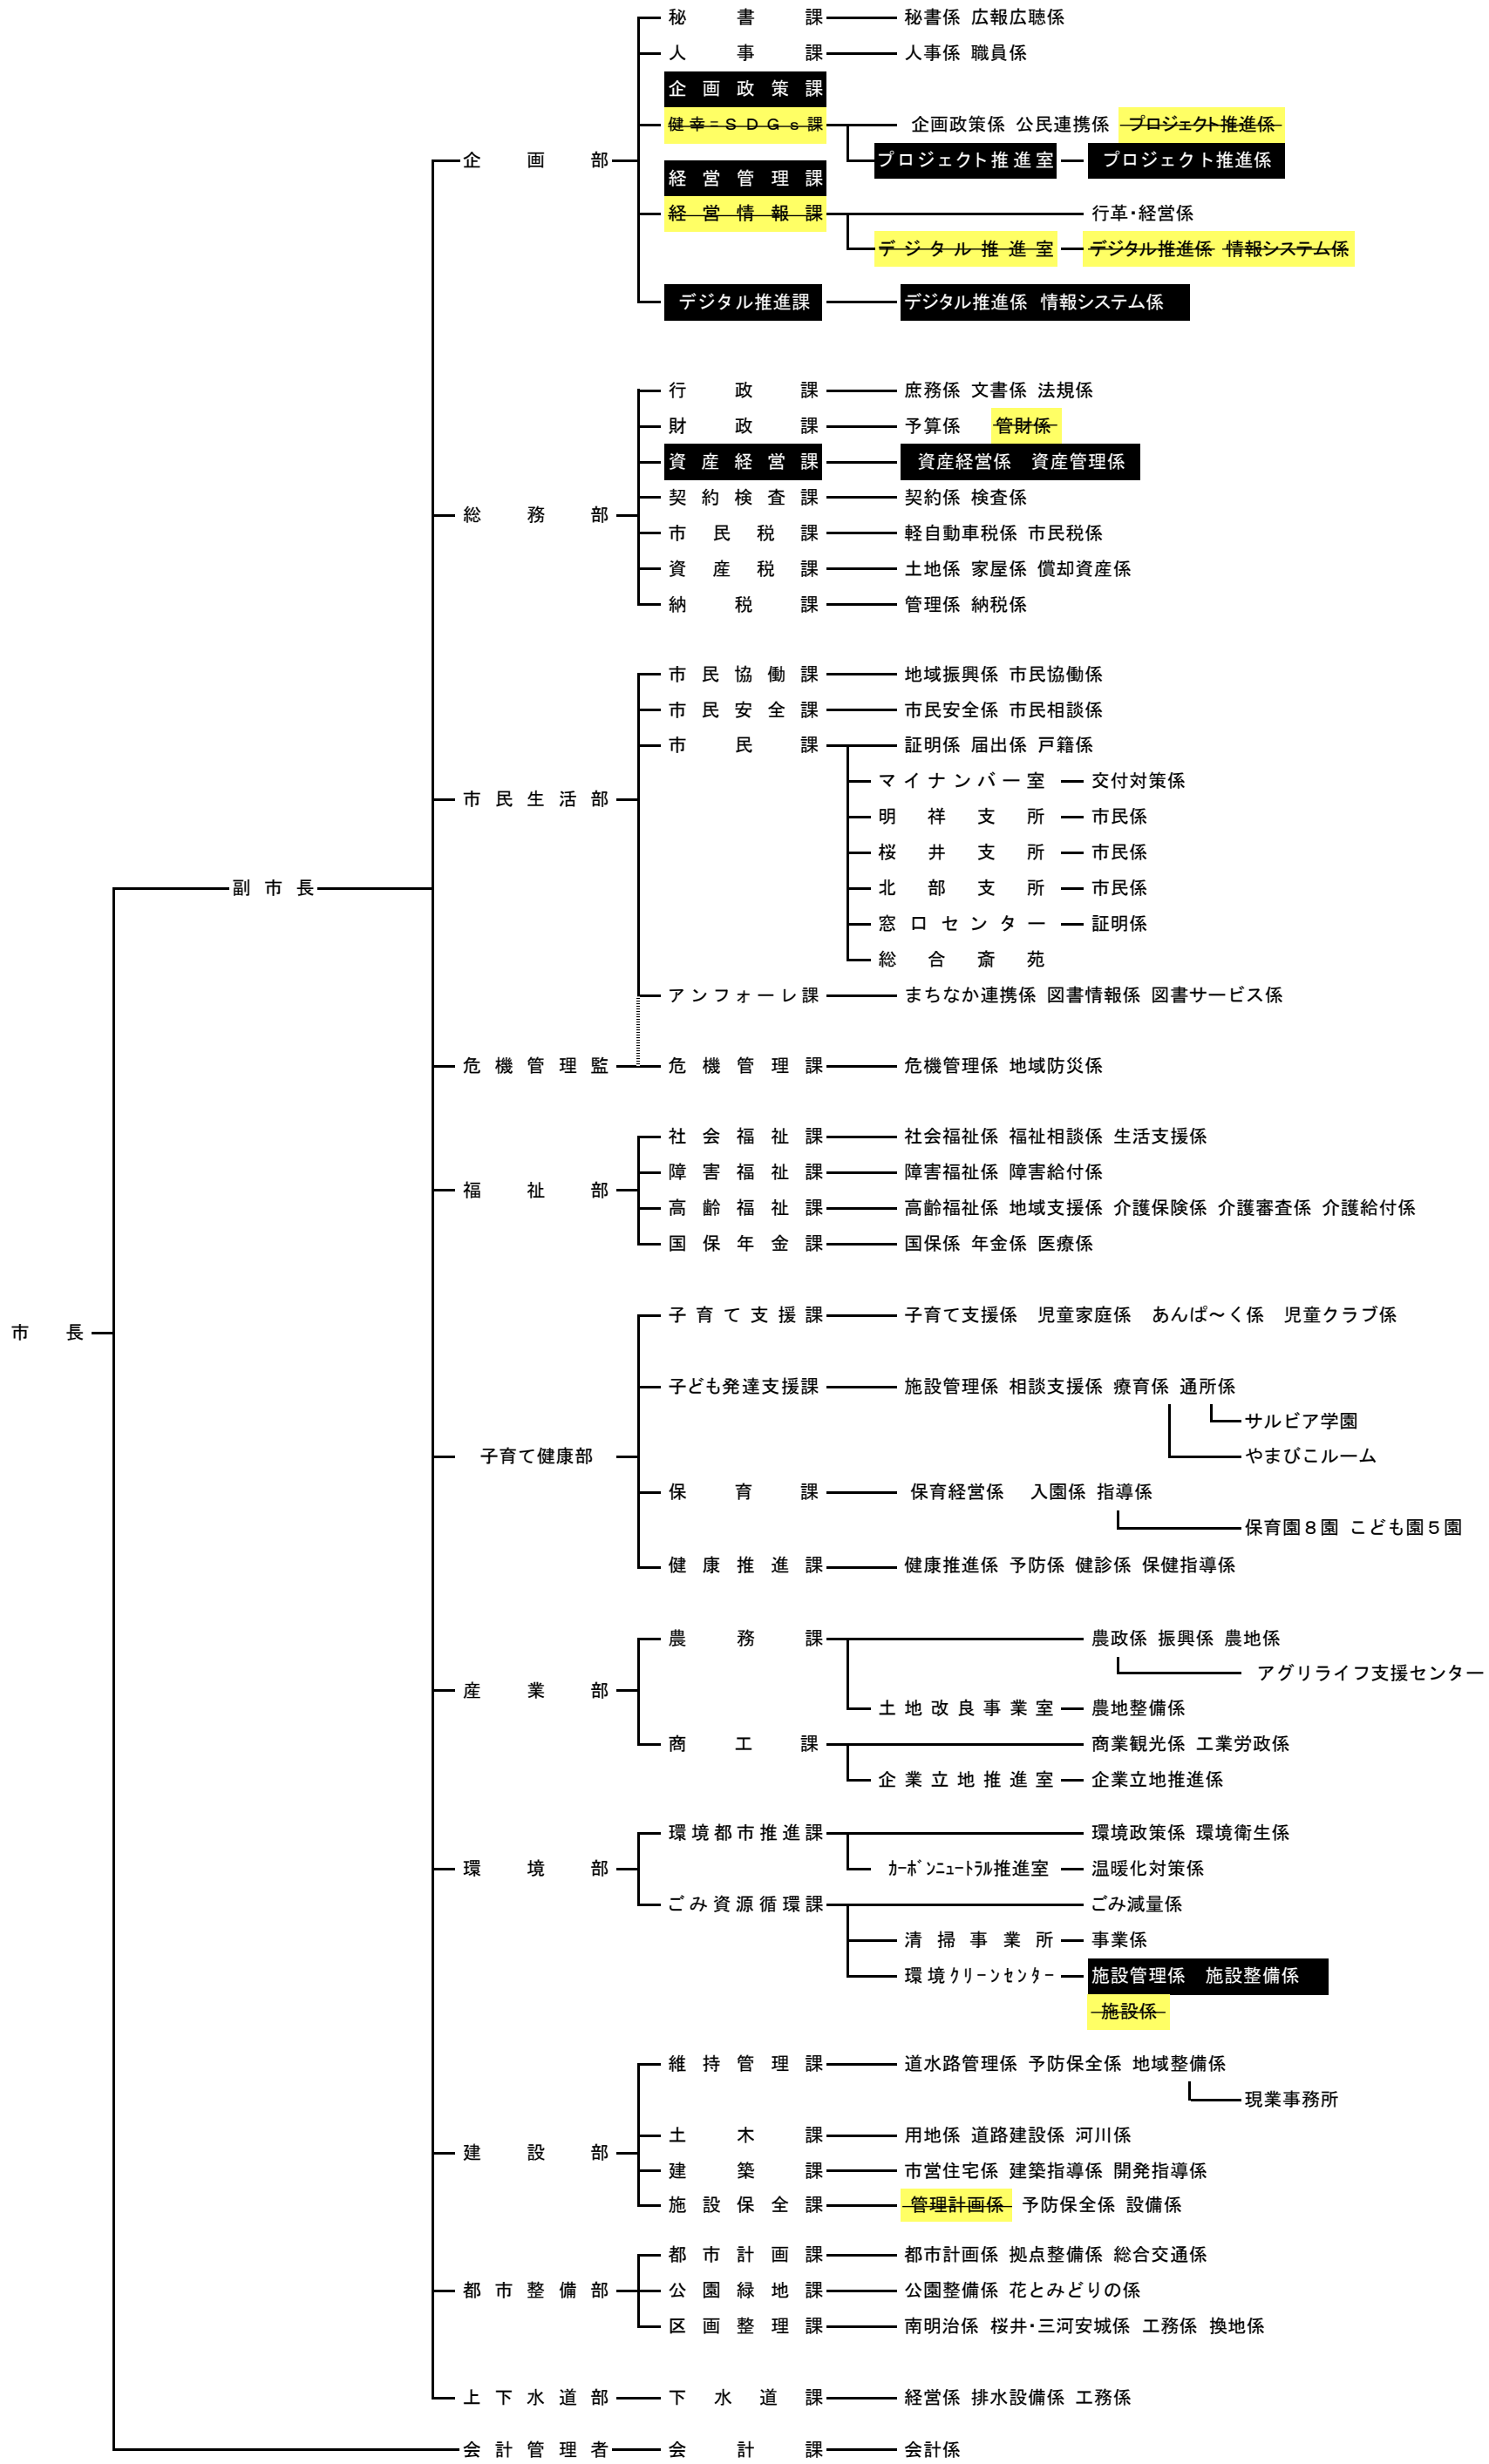 秘書課 秘書係 広報広聴係
人事課 人事係 職員係
企画政策課
健幸=SDGs課 企画政策係 公民連携係 プロジェクト推進係
企画部 プロジェクト推進室 プロジェクト推進係
経営管理課
経営情報課 行革・経営係
デジタル推進室 デジタル推進係 情報システム係
デジタル推進課 デジタル推進係 情報システム係
行政課 庶務係 文書係 法規係
財政課 予算係 管財係
資産経営課 資産経営係 資産管理係
契約検査課 契約係 検査係
総務部
市民税課 軽自動車税係 市民税係
資産税課 土地係 家屋係 償却資産係
納税課 管理係 納税係
市民協働課 地域振興係 市民協働係
市民安全課 市民安全係 市民相談係
市民課 証明係 届出係 戸籍係
マイナンバー室 交付対策係
市民生活部
明祥支所 市民係
桜井支所 市民係
副市長 北部支所 市民係
窓口センター 証明係
総合斎苑
アンフォーレ課 まちなか連携係 図書情報係 図書サービス係
危機管理監 危機管理課 危機管理係 地域防災係
社会福祉課 社会福祉係 福祉相談係 生活支援係
障害福祉課 障害福祉係 障害給付係
福祉部
高齢福祉課 高齢福祉係 地域支援係 介護保険係 介護審査係 介護給付係
国保年金課 国保係 年金係 医療係
子育て支援課 子育て支援係 児童家庭係 あんぱ～く係 児童クラブ係
市長
子ども発達支援課 施設管理係 相談支援係 療育係 通所係
サルビア学園
子育て健康部 やまびこルーム
保育課 保育経営係 入園係 指導係
保育園８園 こども園５園
健康推進課 健康推進係 予防係 健診係 保健指導係
農務課 農政係 振興係 農地係
アグリライフ支援センター
産業部
土地改良事業室 農地整備係
商工課 商業観光係 工業労政係
企業立地推進室 企業立地推進係
環境都市推進課 環境政策係 環境衛生係
環境部 ｶｰﾎﾞﾝﾆｭｰﾄﾗﾙ推進室 温暖化対策係
ごみ資源循環課 ごみ減量係
清掃事業所 事業係
環境ｸﾘｰﾝｾﾝﾀｰ 施設管理係 施設整備係
施設係
維持管理課 道水路管理係 予防保全係 地域整備係
現業事務所
土木課 用地係 道路建設係 河川係
建設部
建築課 市営住宅係 建築指導係 開発指導係
施設保全課 管理計画係 予防保全係 設備係
都市計画課 都市計画係 拠点整備係 総合交通係
都市整備部 公園緑地課 公園整備係 花とみどりの係
区画整理課 南明治係 桜井・三河安城係 工務係 換地係
上下水道部 下水道課 経営係 排水設備係 工務係
会計管理者 会計課 会計係